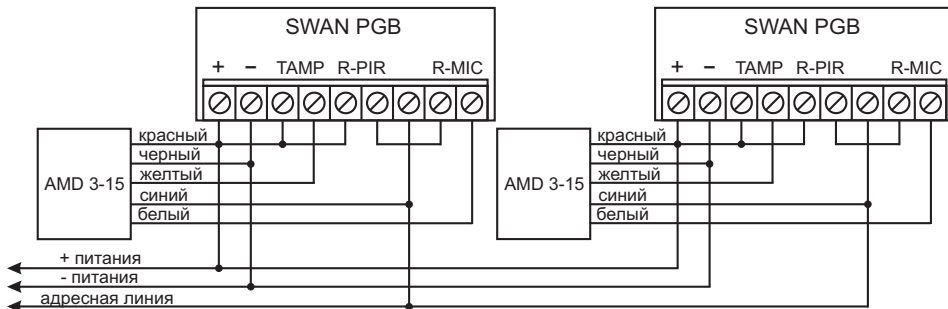 SWAN PGB
+ – TAMP R-PIR R-MIC
красный
черный
желтый
синий
белый
AMD 3-15
SWAN PGB
+ – TAMP R-PIR R-MIC
красный
черный
желтый
синий
белый
AMD 3-15
+ питания
- питания
адресная линия